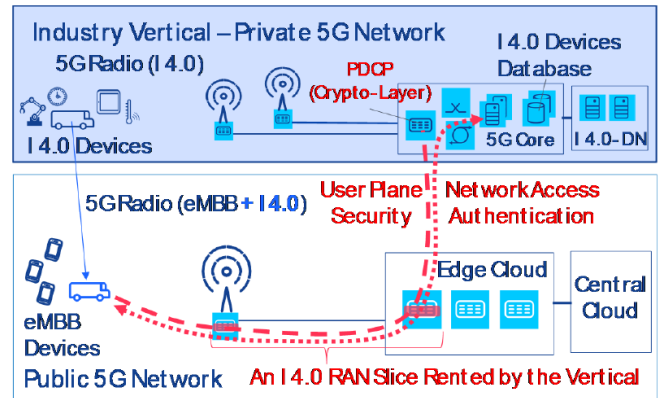 Industry Vertical – Private 5G Network
5G Radio (I 4.0)
PDCP
(Crypto-Layer)
I 4.0 Devices
Database
I 4.0 Devices
5G Core
I 4.0-DN
5G Radio (eMBB + I 4.0)
User Plane
Security
Network Access
Authentication
Edge Cloud
Central
Cloud
eMBB
Devices
Public 5G Network
An I 4.0 RAN Slice Rented by the Vertical